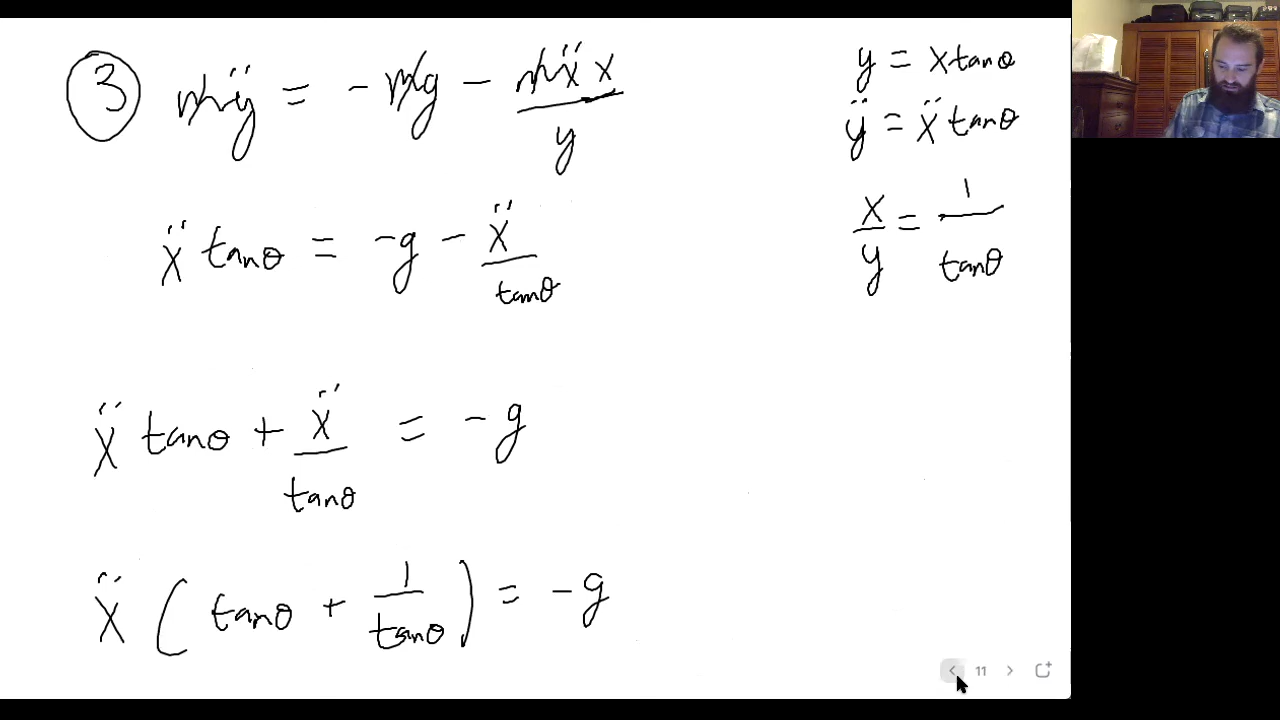 ③ mÿ = - mg - mẍx/y
ẍ tanθ = -g - ẍ/tanθ
ẍ tanθ + ẍ/tanθ = -g
ẍ ( tanθ + 1/tanθ ) = -g
y = x tanθ
ÿ = ẍ tanθ
x/y = 1/tanθ
11